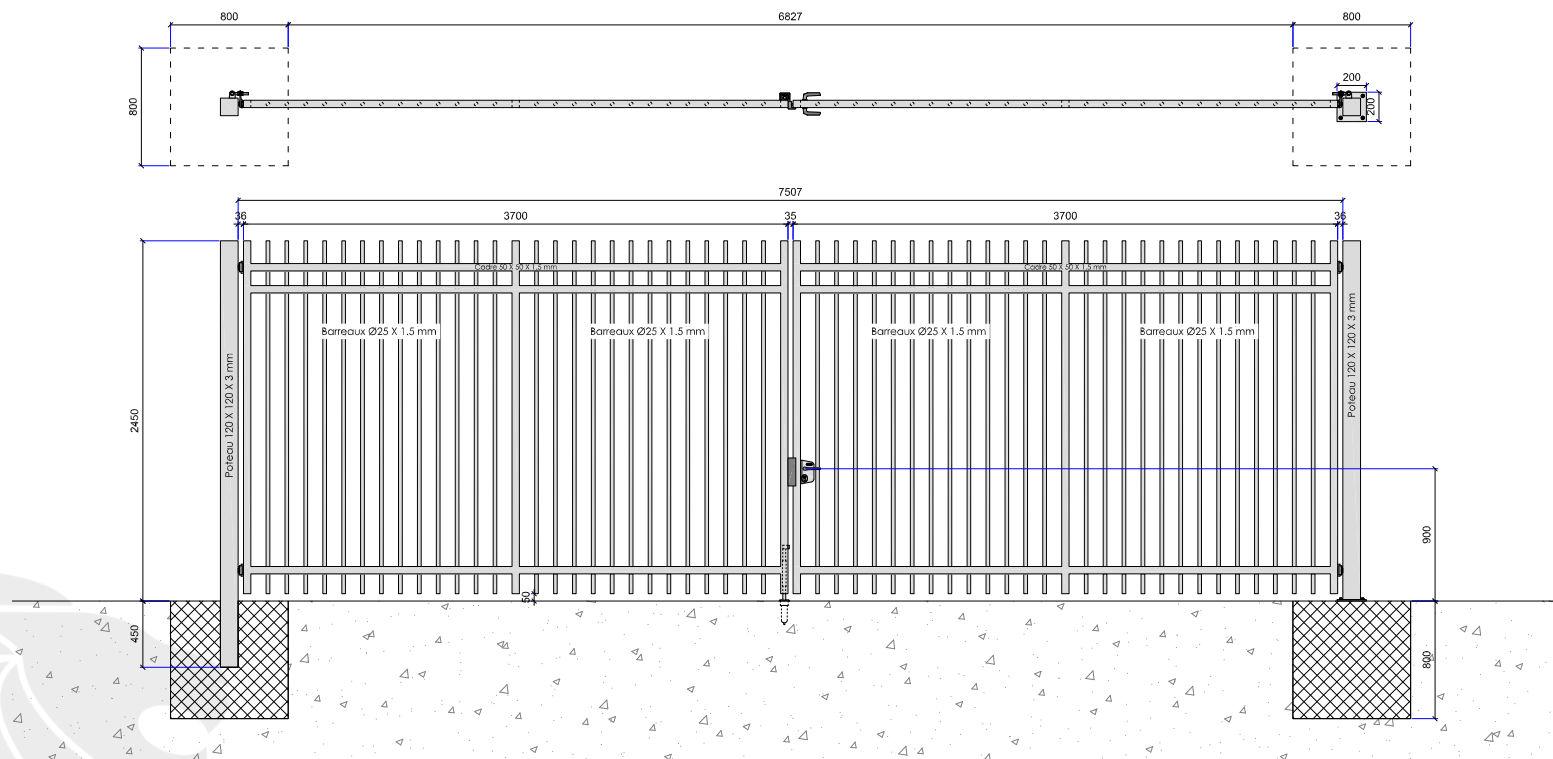 800
6827
800
800
200
200
7507
36
3700
35
3700
36
Cadre 50 X 50 X 1.5 mm
Cadre 50 X 50 X 1.5 mm
Barreaux Ø25 X 1.5 mm
Barreaux Ø25 X 1.5 mm
Barreaux Ø25 X 1.5 mm
Barreaux Ø25 X 1.5 mm
Poteau 120 X 120 X 3 mm
Poteau 120 X 120 X 3 mm
2450
900
50
450
800